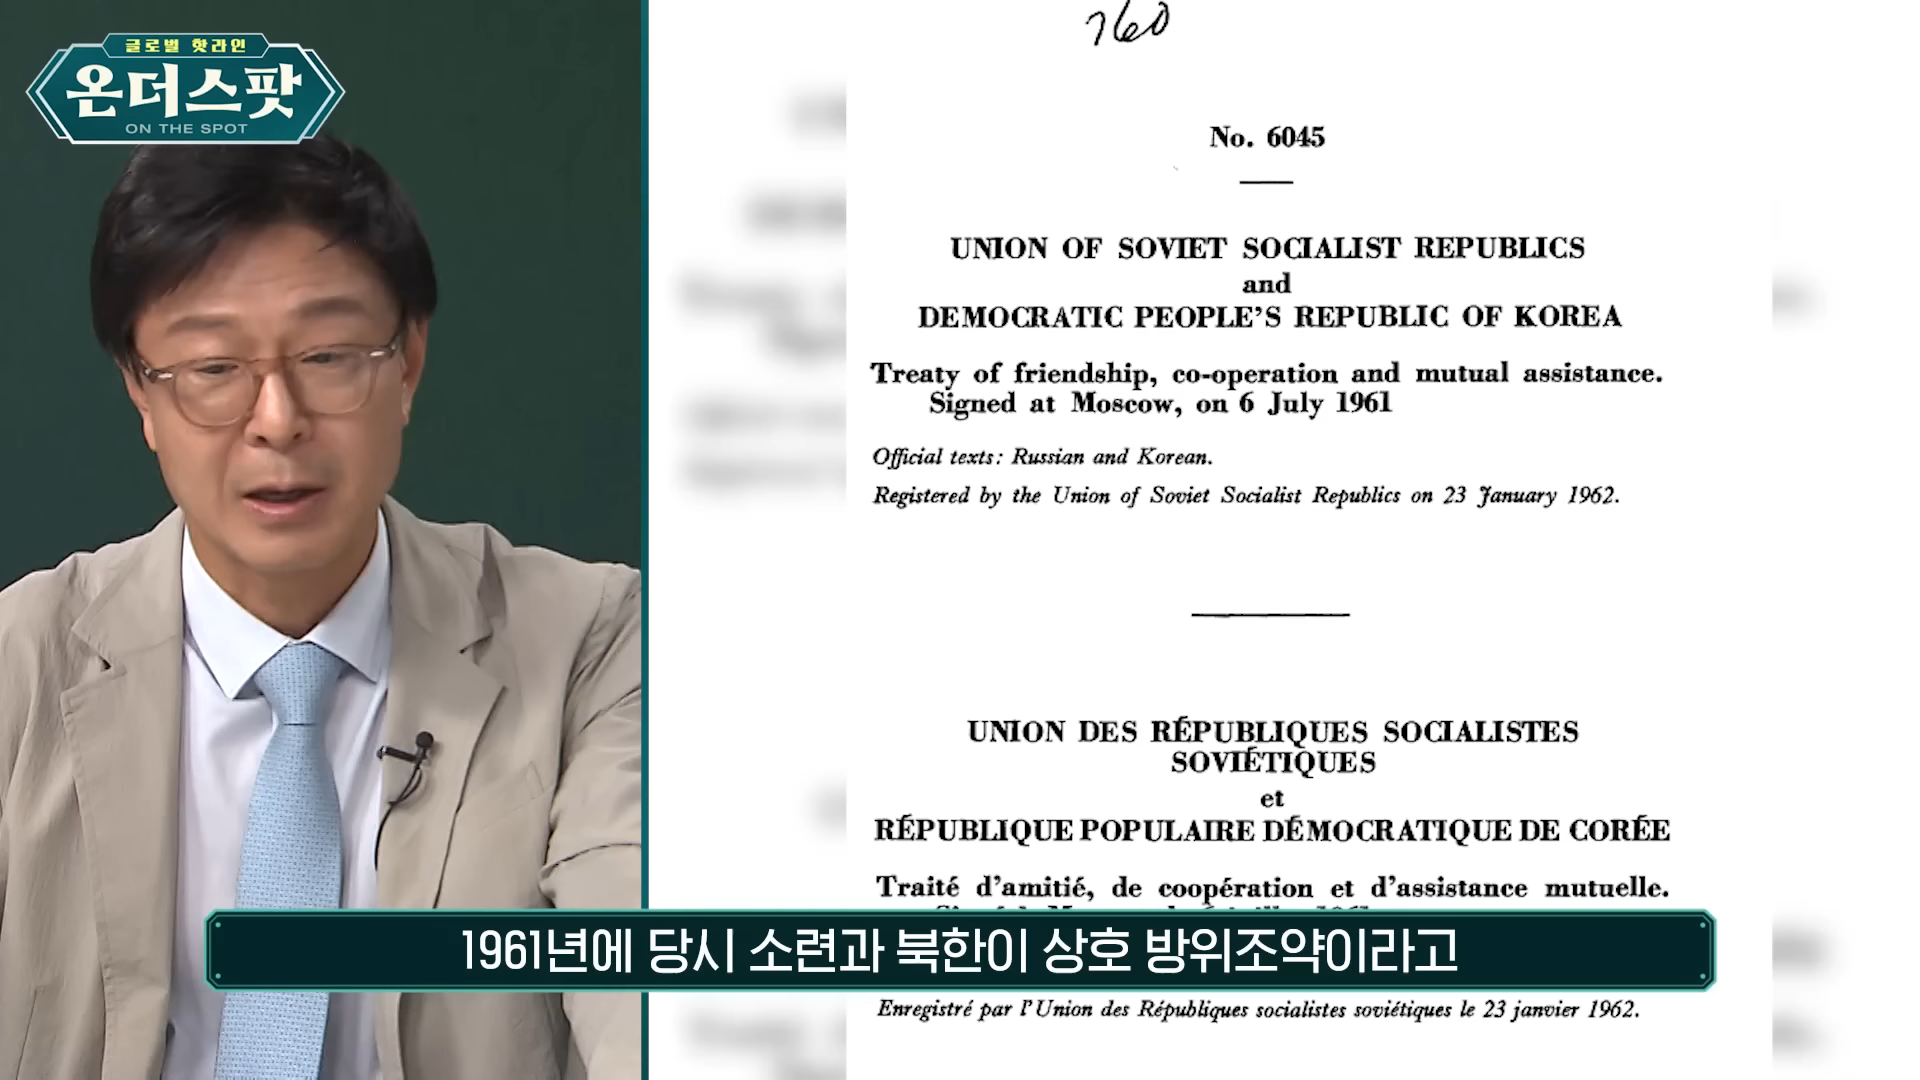 글로벌 핫라인
온더스팟
ON THE SPOT
760
No. 6045
UNION OF SOVIET SOCIALIST REPUBLICS
and
DEMOCRATIC PEOPLE'S REPUBLIC OF KOREA
Treaty of friendship, co-operation and mutual assistance.
Signed at Moscow, on 6 July 1961
Official texts: Russian and Korean.
Registered by the Union of Soviet Socialist Republics on 23 January 1962.
UNION DES RÉPUBLIQUES SOCIALISTES
SOVIÉTIQUES
et
RÉPUBLIQUE POPULAIRE DÉMOCRATIQUE DE CORÉE
Traité d'amitié, de coopération et d'assistance mutuelle.
1961년에 당시 소련과 북한이 상호 방위조약이라고
Enregistré par l'Union des Républiques socialistes soviétiques le 23 janvier 1962.